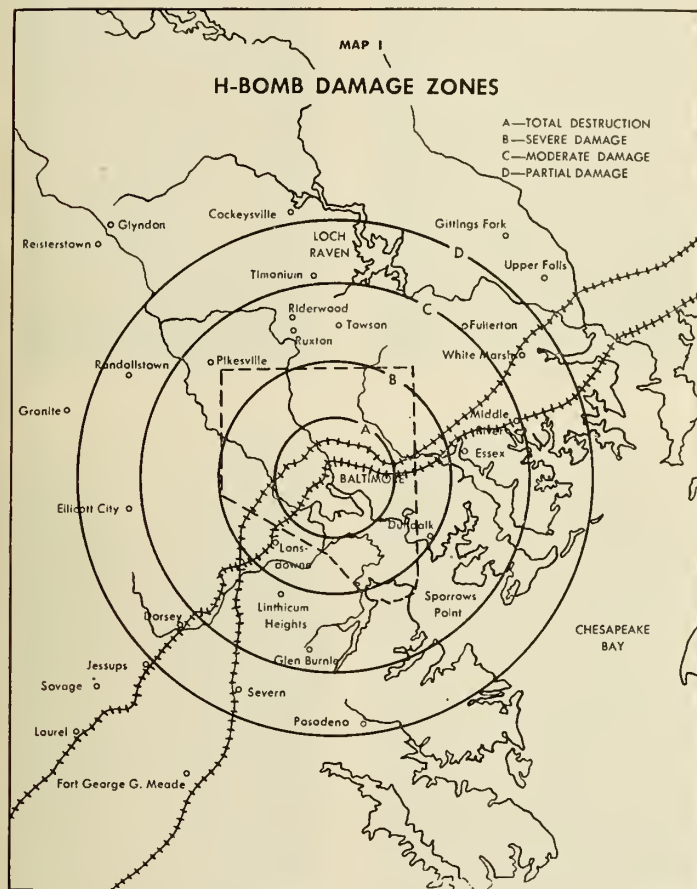 MAP I
H-BOMB DAMAGE ZONES
A—TOTAL DESTRUCTION
B—SEVERE DAMAGE
C—MODERATE DAMAGE
D—PARTIAL DAMAGE
Cockeysville
Glyndon
Reisterstown
LOCH
RAVEN
Gittings Fork
D
Timonium
Upper Falls
C
Riderwood
Towson
Fullerton
Ruxton
White Marsh
Pikesville
Randallstown
B
Granite
A
Middle
River
Essex
BALTIMORE
Ellicott City
Dundalk
Lans-
downe
Linthicum
Heights
Sparrows
Point
Dorsey
CHESAPEAKE
BAY
Glen Burnie
Jessups
Savage
Severn
Pasadena
Laurel
Fort George G. Meade